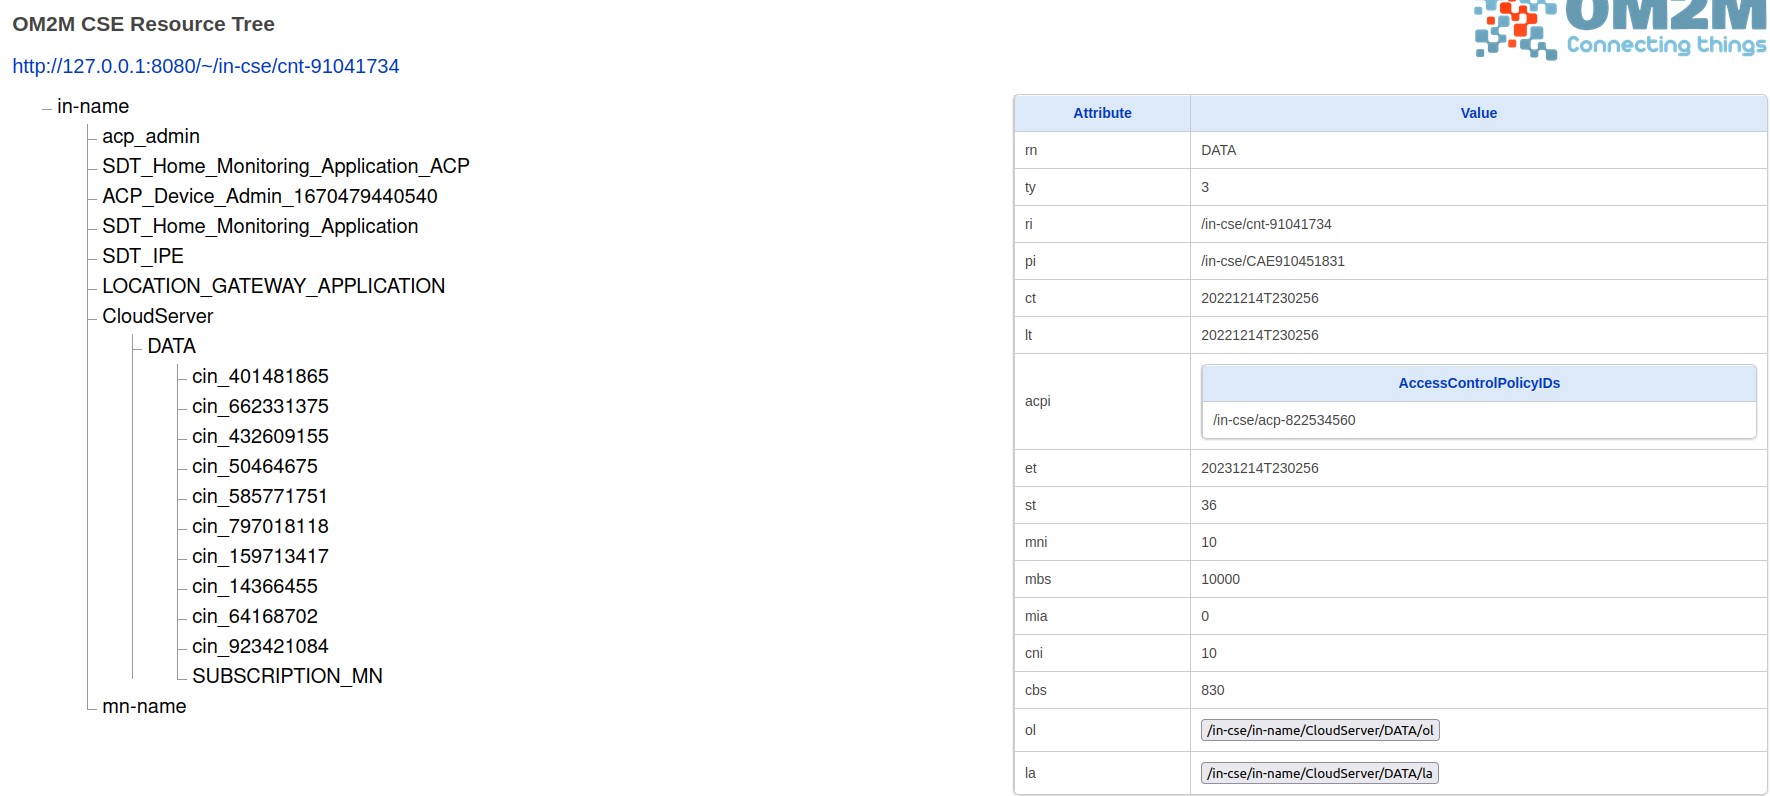 OM2M CSE Resource Tree
OM2M
Connecting things
http://127.0.0.1:8080/~/in-cse/cnt-91041734
in-name
acp_admin
SDT_Home_Monitoring_Application_ACP
ACP_Device_Admin_1670479440540
SDT_Home_Monitoring_Application
SDT_IPE
LOCATION_GATEWAY_APPLICATION
CloudServer
DATA
cin_401481865
cin_662331375
cin_432609155
cin_50464675
cin_585771751
cin_797018118
cin_159713417
cin_14366455
cin_64168702
cin_923421084
SUBSCRIPTION_MN
mn-name
Attribute Value
rn DATA
ty 3
ri /in-cse/cnt-91041734
pi /in-cse/CAE910451831
ct 20221214T230256
lt 20221214T230256
AccessControlPolicyIDs
acpi
/in-cse/acp-822534560
et 20231214T230256
st 36
mni 10
mbs 10000
mia 0
cni 10
cbs 830
ol /in-cse/in-name/CloudServer/DATA/ol
la /in-cse/in-name/CloudServer/DATA/la